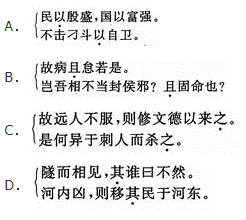 A. 民以殷盛，国以富强。
不击刁斗以自卫。
B. 故病且怠若是。
岂吾相不当封侯邪？且固命也？
C. 故远人不服，则修文德以来之。
是何异于刺人而杀之。
D. 隧而相见，其谁曰不然。
河内凶，则移其民于河东。